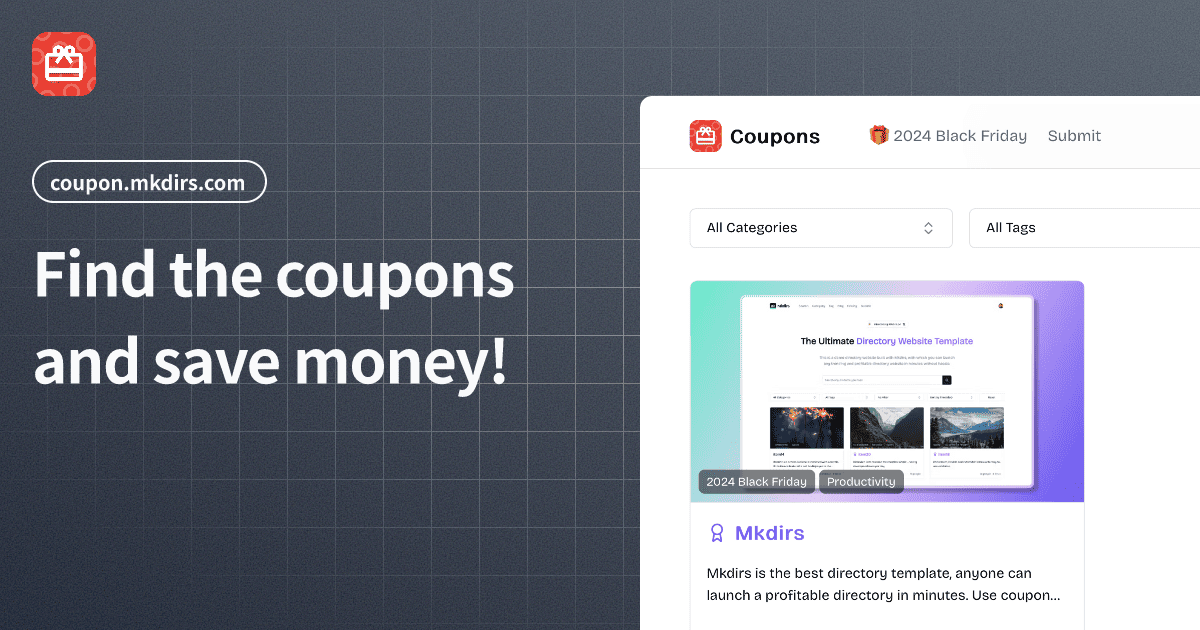 coupon.mkdirs.com
Find the coupons
and save money!
Coupons
2024 Black Friday
Submit
All Categories
All Tags
Mkdirs
The Ultimate Directory Website Template
2024 Black Friday
Productivity
Mkdirs
Mkdirs is the best directory template, anyone can
launch a profitable directory in minutes. Use coupon...